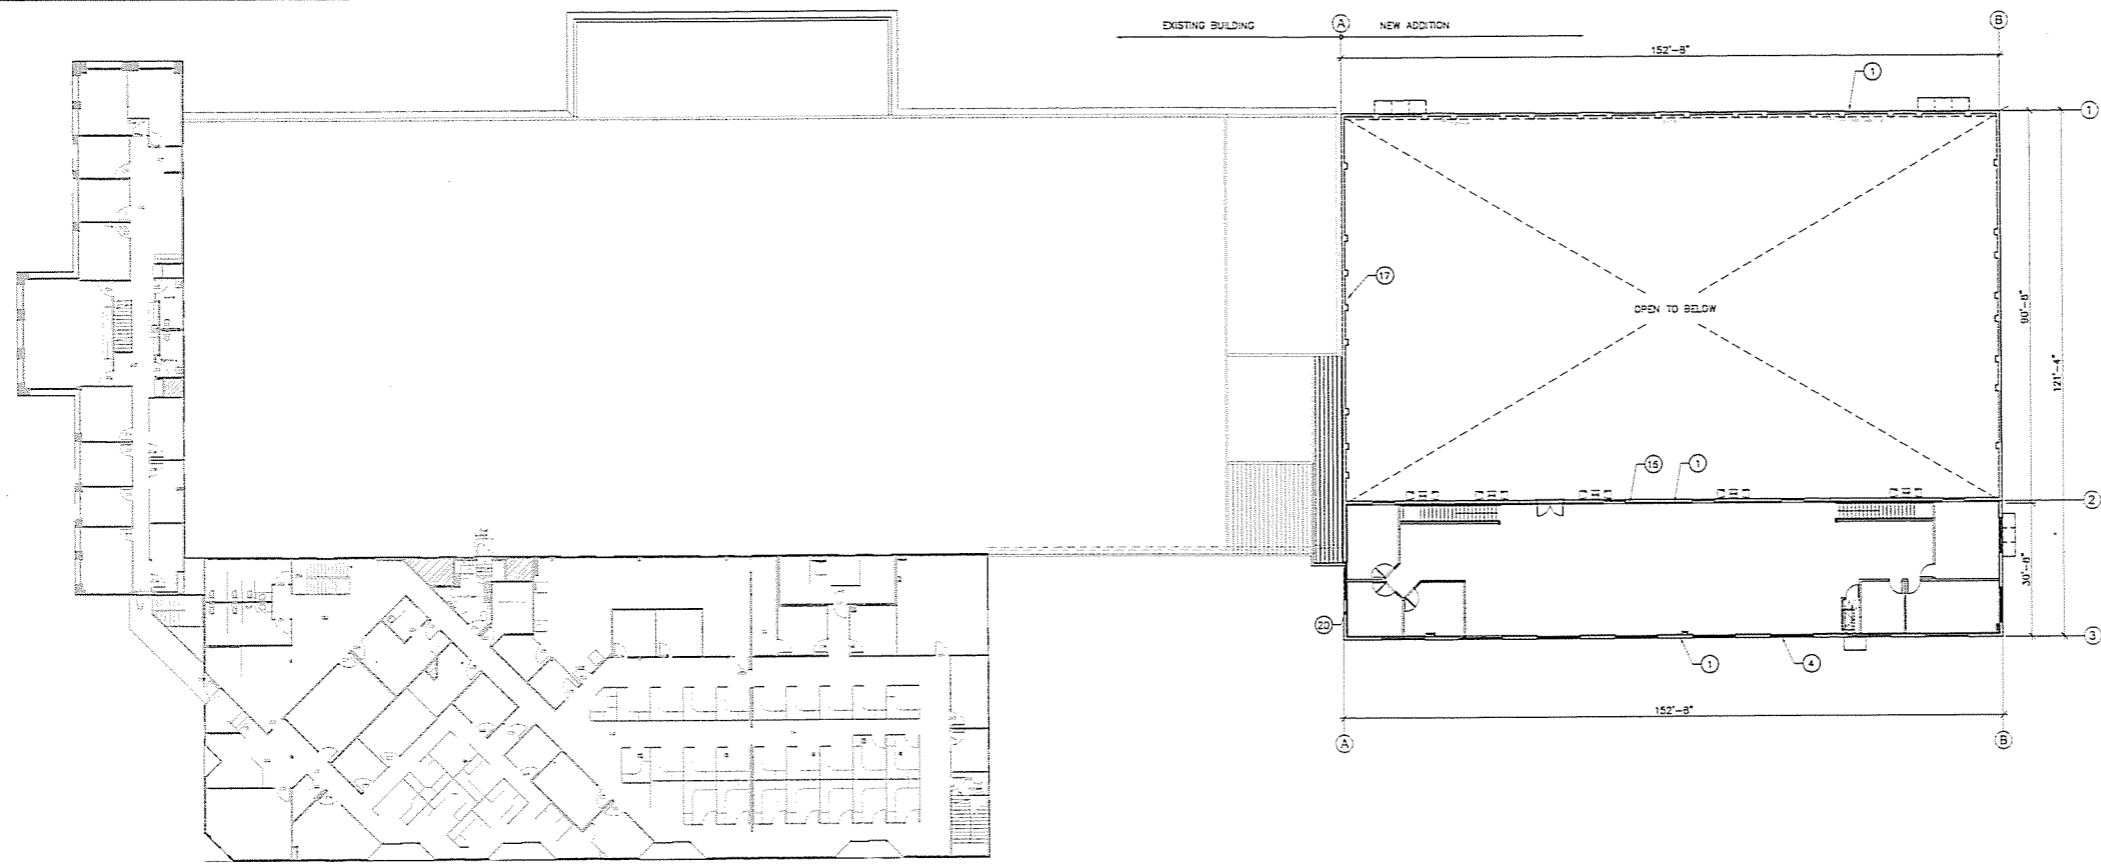 EXISTING BUILDING
A
NEW ADDITION
B
152'-8"
1
1
17
OPEN TO BELOW
90'-8"
121'-4"
16
1
2
30'-8"
20
3
1
4
152'-8"
A
B